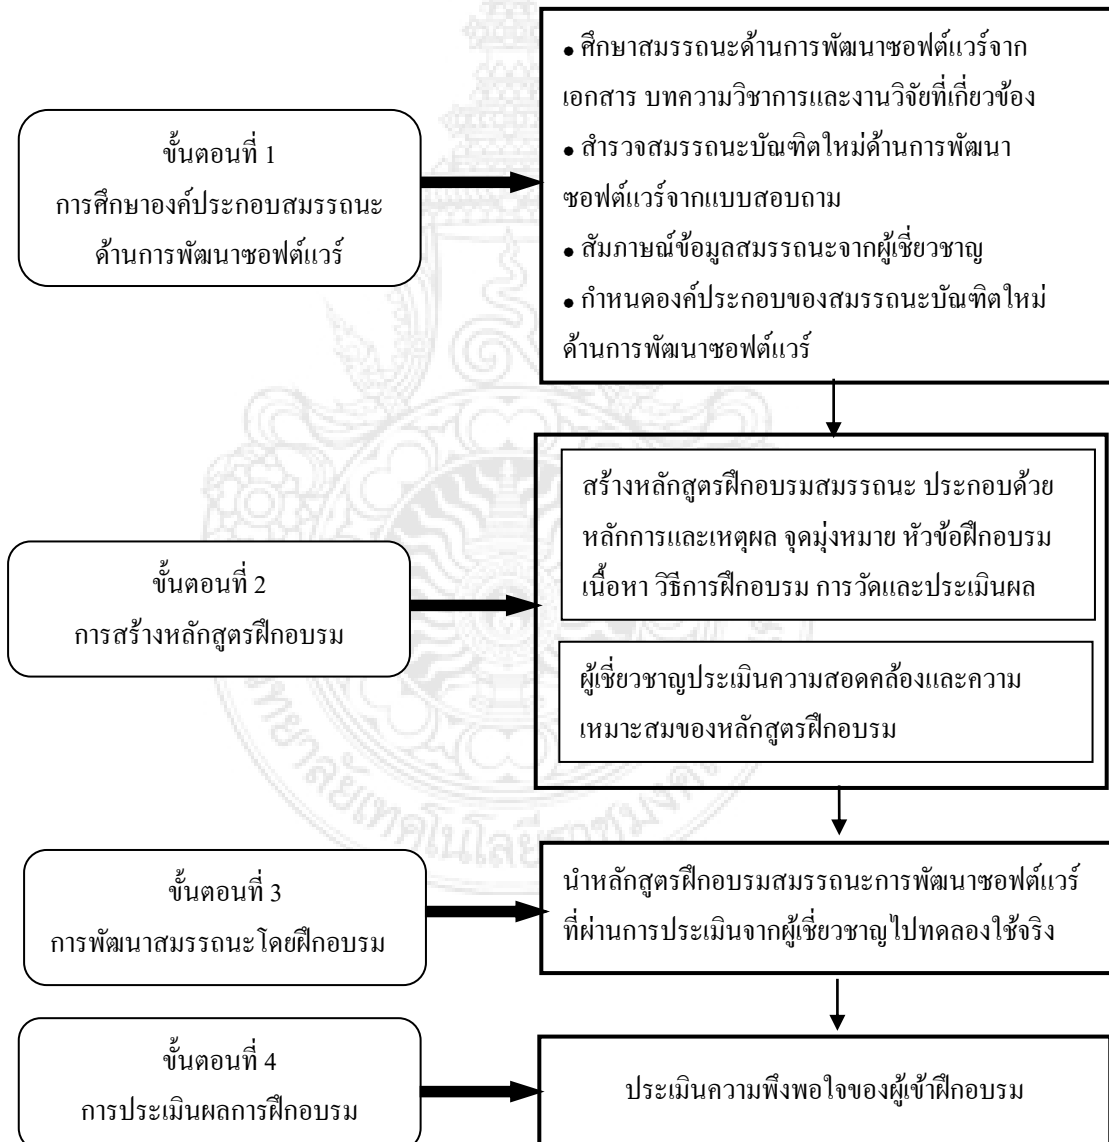 ขั้นตอนที่ 1
การศึกษาองค์ประกอบสมรรถนะ
ด้านการพัฒนาซอฟต์แวร์
• ศึกษาสมรรถนะด้านการพัฒนาซอฟต์แวร์จาก
เอกสาร บทความวิชาการและงานวิจัยที่เกี่ยวข้อง
• สำรวจสมรรถนะบัณฑิตใหม่ด้านการพัฒนา
ซอฟต์แวร์จากแบบสอบถาม
• สัมภาษณ์ข้อมูลสมรรถนะจากผู้เชี่ยวชาญ
• กำหนดองค์ประกอบของสมรรถนะบัณฑิตใหม่
ด้านการพัฒนาซอฟต์แวร์
ขั้นตอนที่ 2
การสร้างหลักสูตรฝึกอบรม
สร้างหลักสูตรฝึกอบรมสมรรถนะ ประกอบด้วย
หลักการและเหตุผล จุดมุ่งหมาย หัวข้อฝึกอบรม
เนื้อหา วิธีการฝึกอบรม การวัดและประเมินผล
ผู้เชี่ยวชาญประเมินความสอดคล้องและความ
เหมาะสมของหลักสูตรฝึกอบรม
ขั้นตอนที่ 3
การพัฒนาสมรรถนะโดยฝึกอบรม
นำหลักสูตรฝึกอบรมสมรรถนะการพัฒนาซอฟต์แวร์
ที่ผ่านการประเมินจากผู้เชี่ยวชาญไปทดลองใช้จริง
ขั้นตอนที่ 4
การประเมินผลการฝึกอบรม
ประเมินความพึงพอใจของผู้เข้าฝึกอบรม